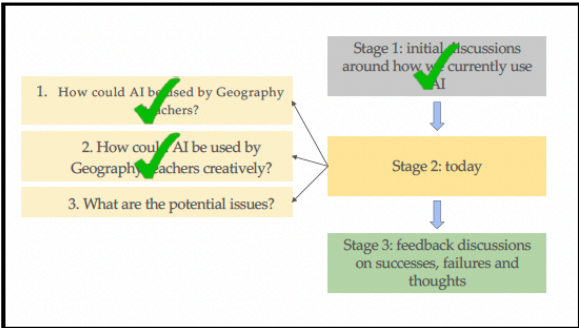 Stage 1: initial discussions
around how we currently use
AI
1. How could AI be used by Geography
teachers?
2. How could AI be used by
Geography teachers creatively?
3. What are the potential issues?
Stage 2: today
Stage 3: feedback discussions
on successes, failures and
thoughts